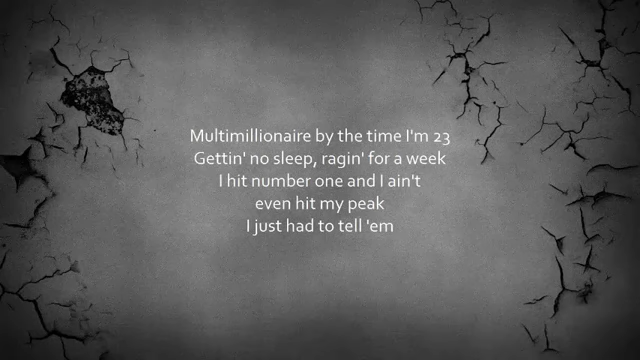 Multimillionaire by the time I'm 23
Gettin' no sleep, ragin' for a week
I hit number one and I ain't
even hit my peak
I just had to tell 'em